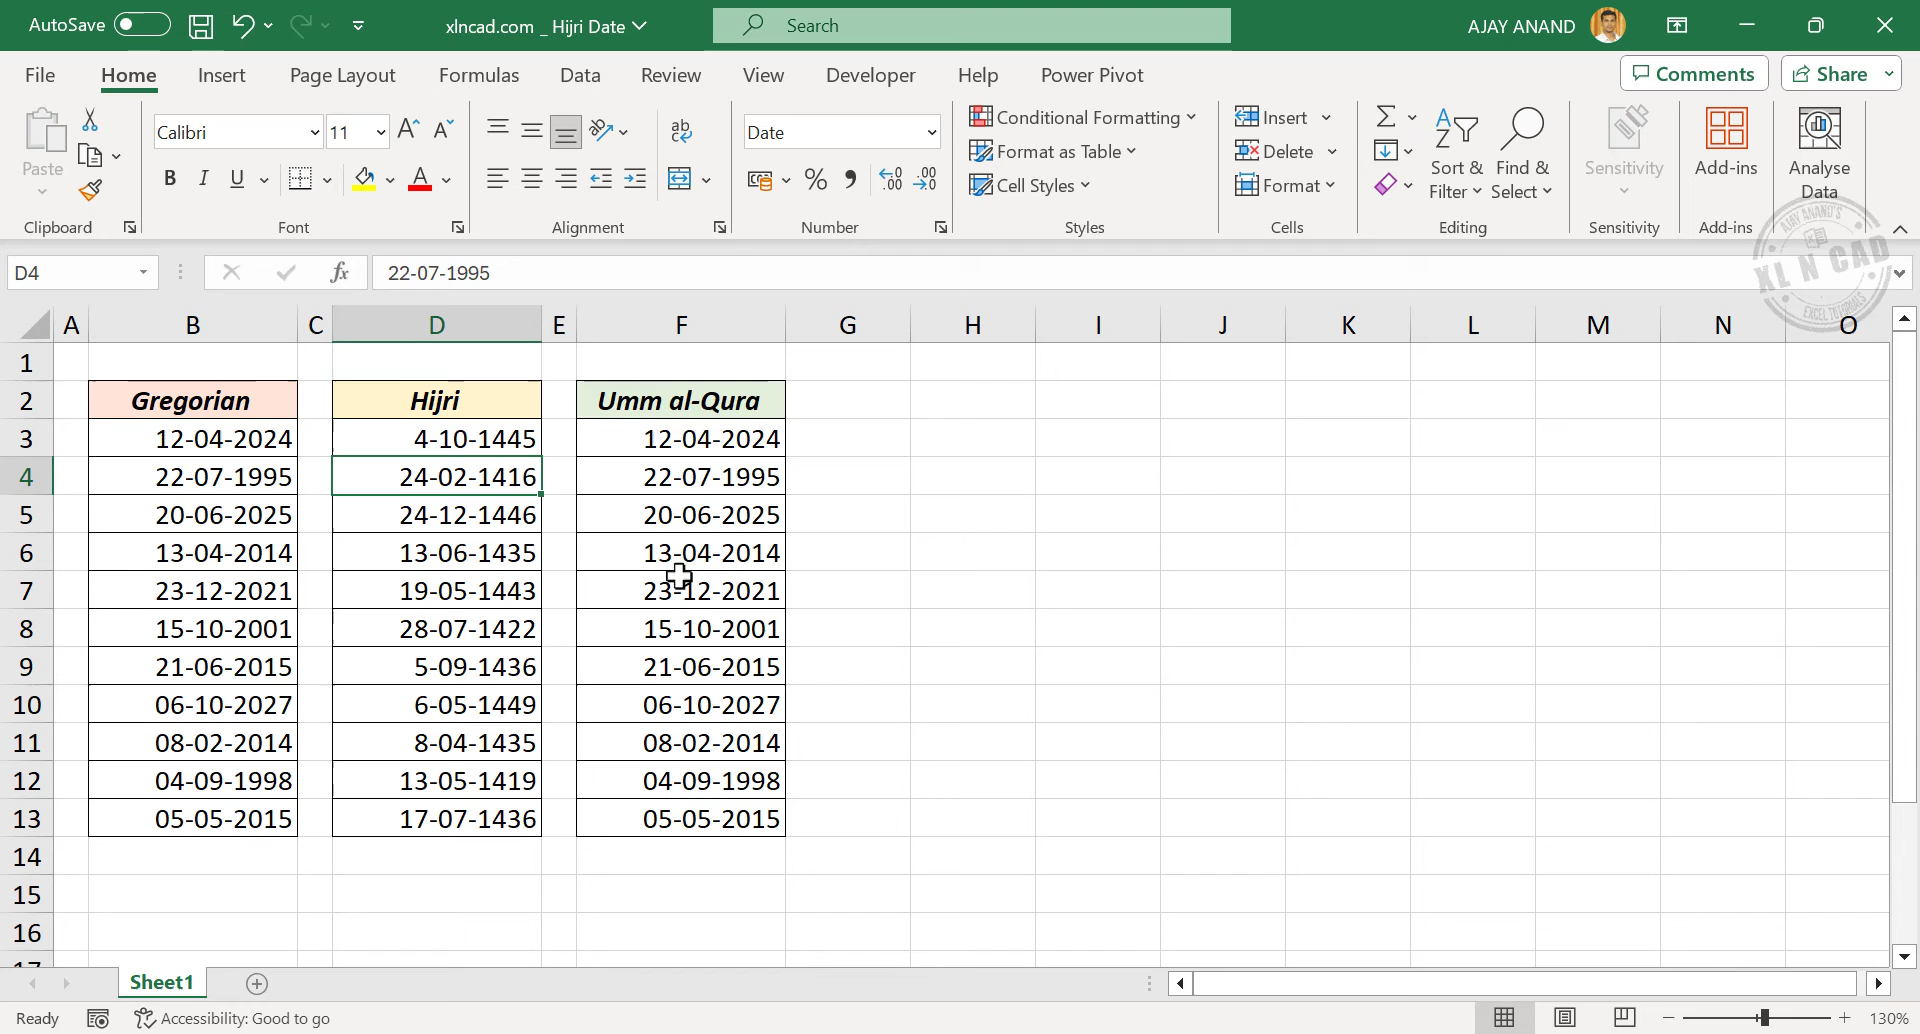 AutoSave
xlncad.com _ Hijri Date
Search
AJAY ANAND
File Home Insert Page Layout Formulas Data Review View Developer Help Power Pivot
Comments Share
Paste
Calibri 11
B I U
ab
Date
% ,
Conditional Formatting
Format as Table
Cell Styles
Insert
Delete
Format
Sort & Filter
Find & Select
Sensitivity
Add-ins
Analyse Data
Clipboard Font Alignment Number Styles Cells Editing Sensitivity Add-ins
AJAY ANAND'S
XL N CAD
EXCEL TUTORIALS
D4 fx 22-07-1995
A B C D E F G H I J K L M N O
1
2 Gregorian Hijri Umm al-Qura
3 12-04-2024 4-10-1445 12-04-2024
4 22-07-1995 24-02-1416 22-07-1995
5 20-06-2025 24-12-1446 20-06-2025
6 13-04-2014 13-06-1435 13-04-2014
7 23-12-2021 19-05-1443 23-12-2021
8 15-10-2001 28-07-1422 15-10-2001
9 21-06-2015 5-09-1436 21-06-2015
10 06-10-2027 6-05-1449 06-10-2027
11 08-02-2014 8-04-1435 08-02-2014
12 04-09-1998 13-05-1419 04-09-1998
13 05-05-2015 17-07-1436 05-05-2015
14
15
16
17
Sheet1
Ready Accessibility: Good to go 130%